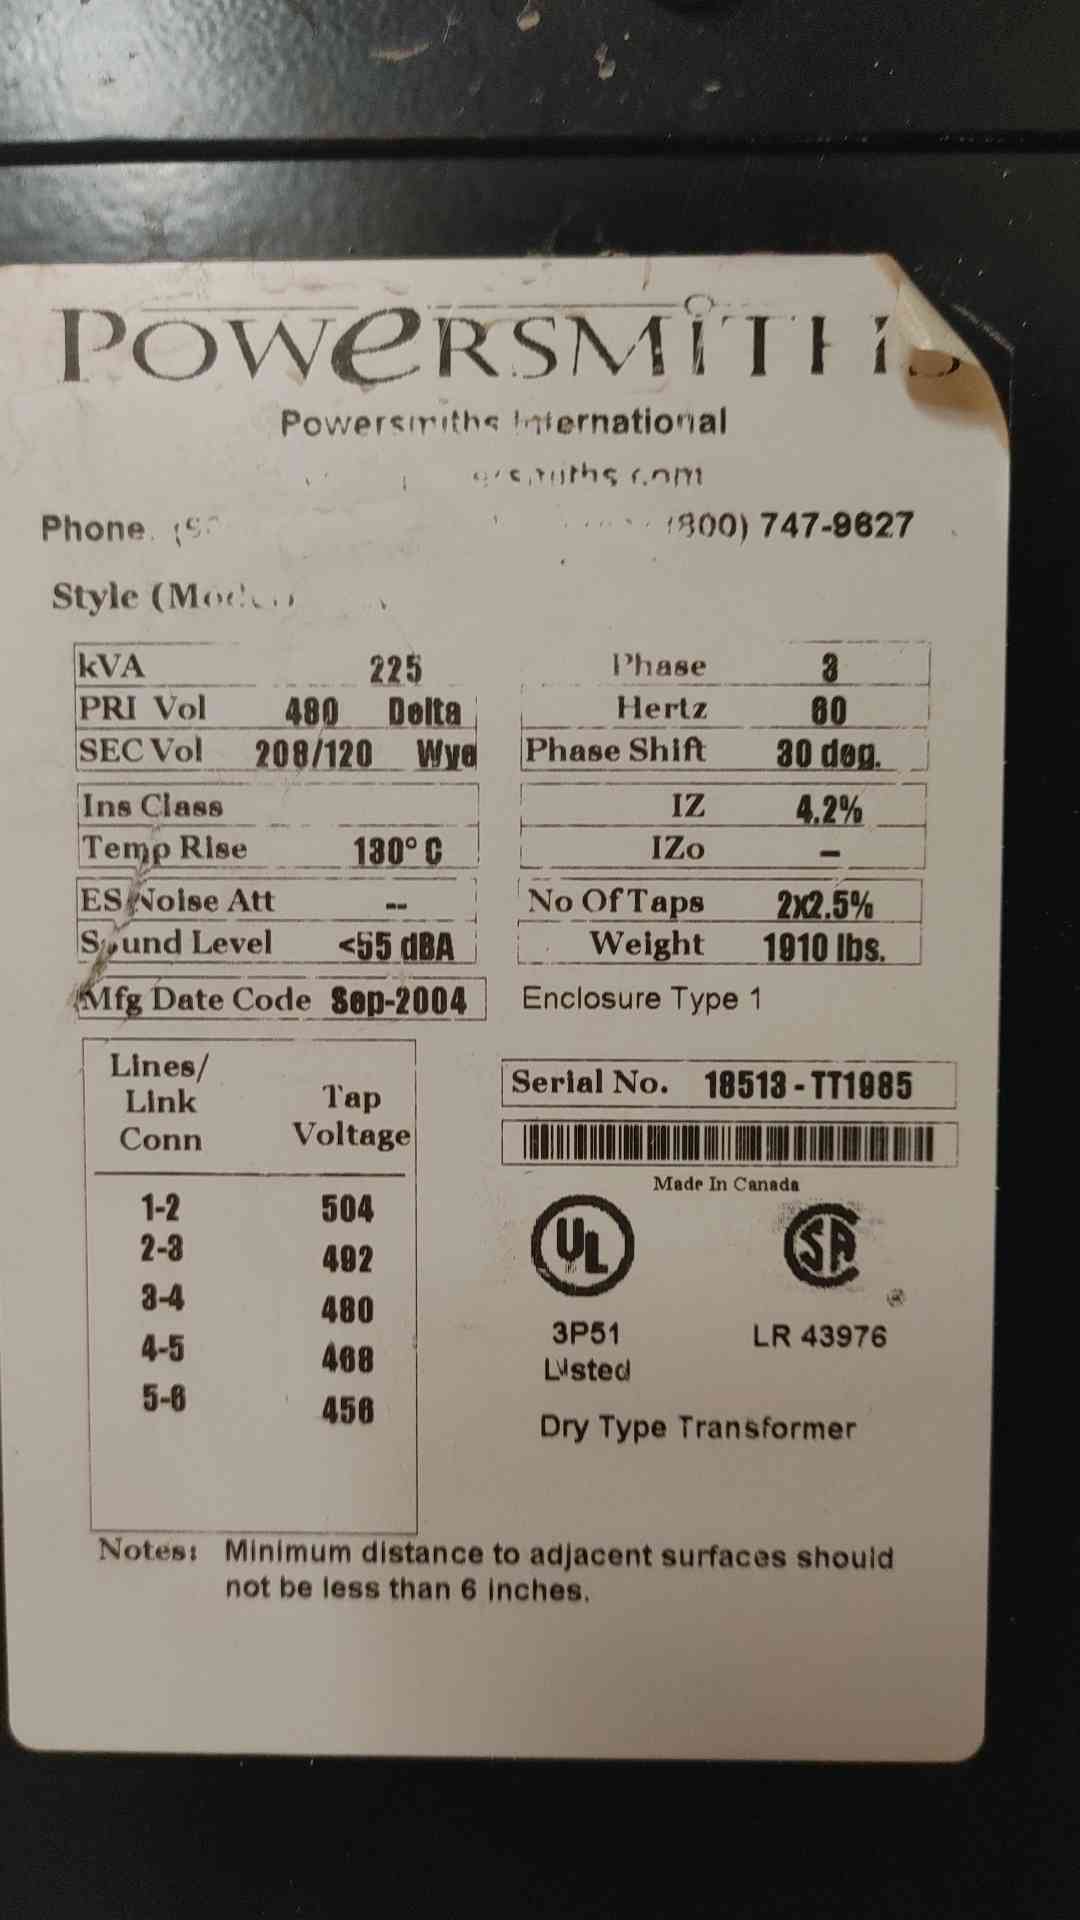 POWERSMITHS
Powersmiths International
Phone (800) 747-9627
Style
kVA 225 Phase 3
PRI Vol 480 Delta Hertz 60
SEC Vol 208/120 Wye Phase Shift 30 deg.
Ins Class IZ 4.2%
Temp Rise 130° C IZo –
ES/Noise Att -- No Of Taps 2x2.5%
Sound Level <55 dBA Weight 1910 lbs.
Mfg Date Code Sep-2004 Enclosure Type 1
Lines/
Link
Conn
Tap
Voltage
1-2 504
2-3 492
3-4 480
4-5 468
5-6 456
Serial No. 18513 - TT1985
Made In Canada
UL
SA
®
3P51 LR 43976
Listed
Dry Type Transformer
Notes: Minimum distance to adjacent surfaces should
not be less than 6 inches.